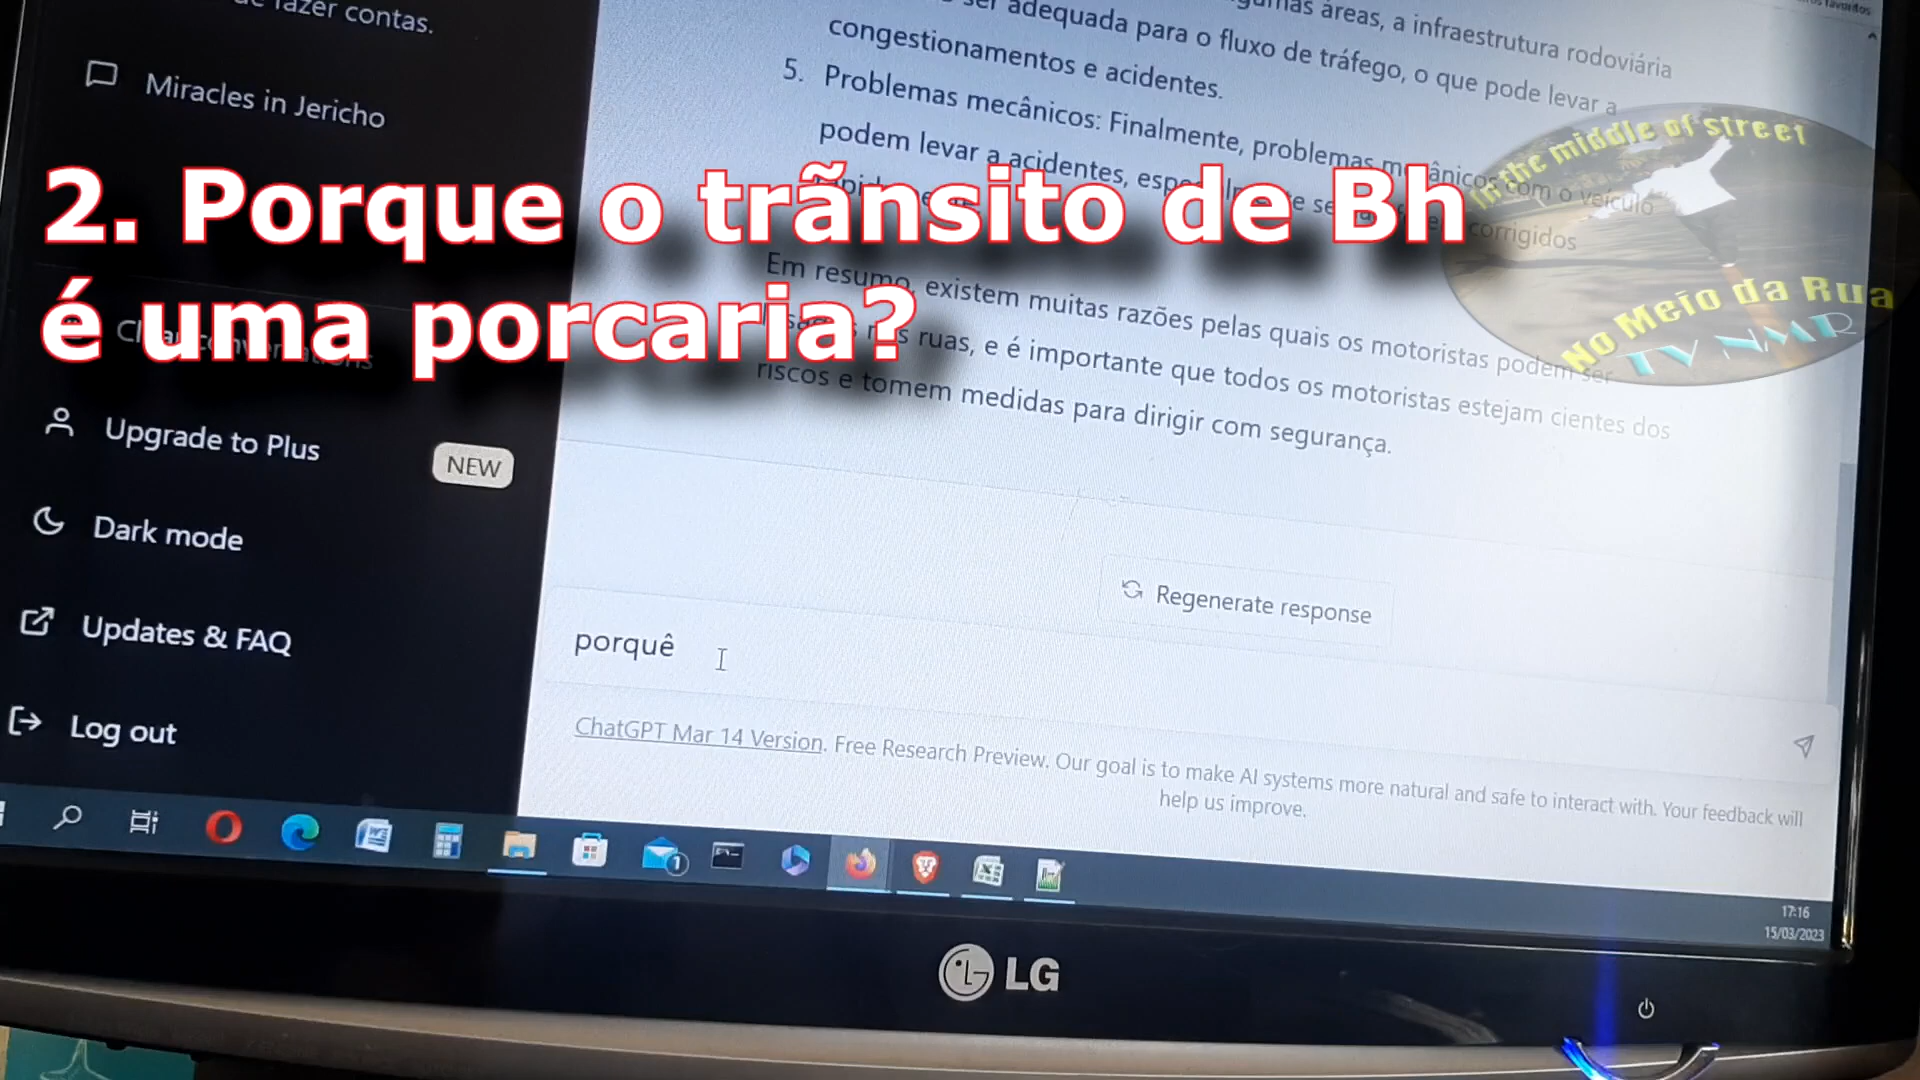 de fazer contas.
Miracles in Jericho
Upgrade to Plus
NEW
Dark mode
Updates & FAQ
Log out
ser adequada para o fluxo de tráfego, o que pode levar a
áreas, a infraestrutura rodoviária
congestionamentos e acidentes.
5. Problemas mecânicos: Finalmente, problemas mecânicos com o veículo
podem levar a acidentes,
corrigidos
Em resumo, existem muitas razões pelas quais os motoristas podem ser
ruas, e é importante que todos os motoristas estejam cientes dos
riscos e tomem medidas para dirigir com segurança.
2. Porque o trãnsito de Bh
é uma porcaria?
In the middle of street
No Meio da Rua
TV NMR
Regenerate response
porquê
ChatGPT Mar 14 Version. Free Research Preview. Our goal is to make AI systems more natural and safe to interact with. Your feedback will
help us improve.
1
17:16
15/03/2023
LG